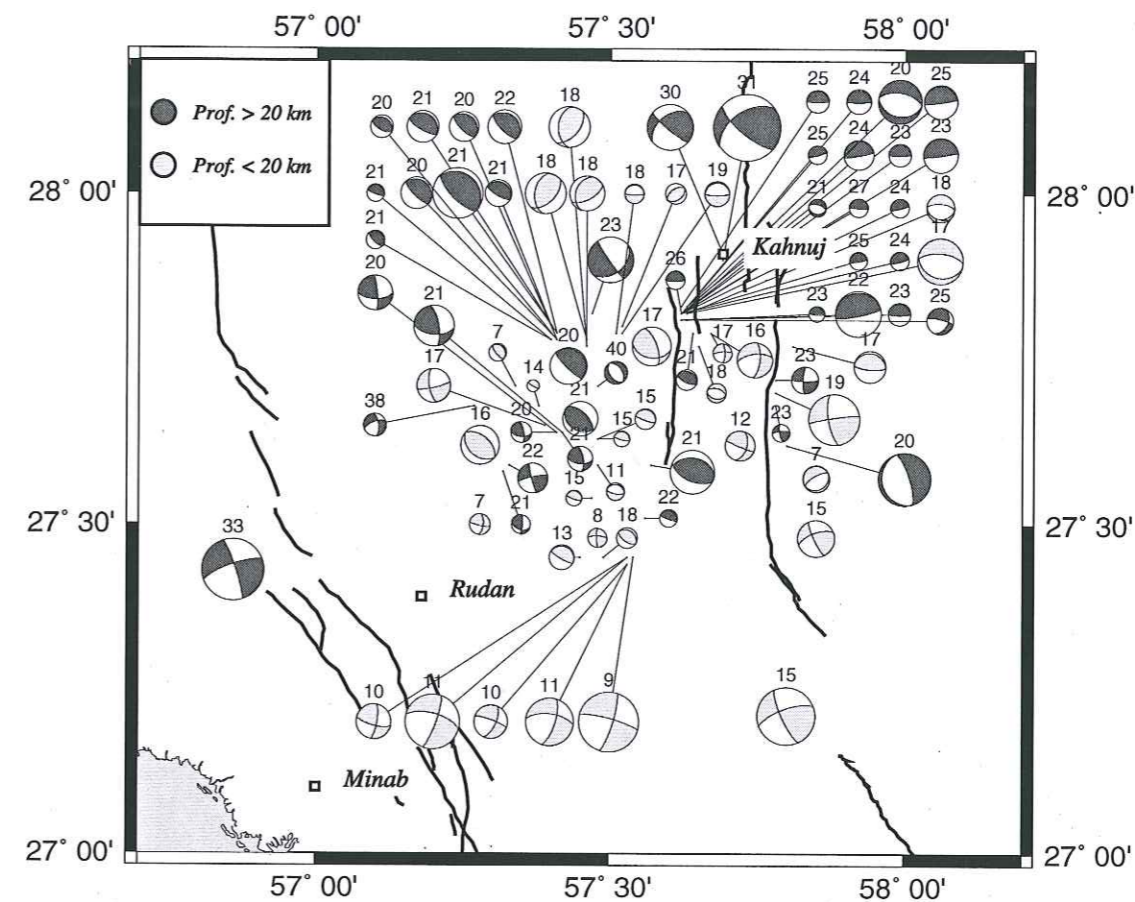 57° 00' 57° 30' 58° 00'
Prof. > 20 km
Prof. < 20 km
20 21 20 22 18 30 31 25 24 20 25
25 24 23 23
21 20 21 21 18 18 18 17 19 21 27 24 18
28° 00' 28° 00'
21 23 Kahnuj 25 24 17
20 26 23 22 23 25
21 7 20 40 17 17 16 17
17 14 21 18 23 19
38 16 20 21 15 15 12 23
22 21 15 11 21 7 20
7 21 15 8 18 22 15
27° 30' 27° 30'
33 13
Rudan
10 11 10 11 9 15
Minab
27° 00' 27° 00'
57° 00' 57° 30' 58° 00'